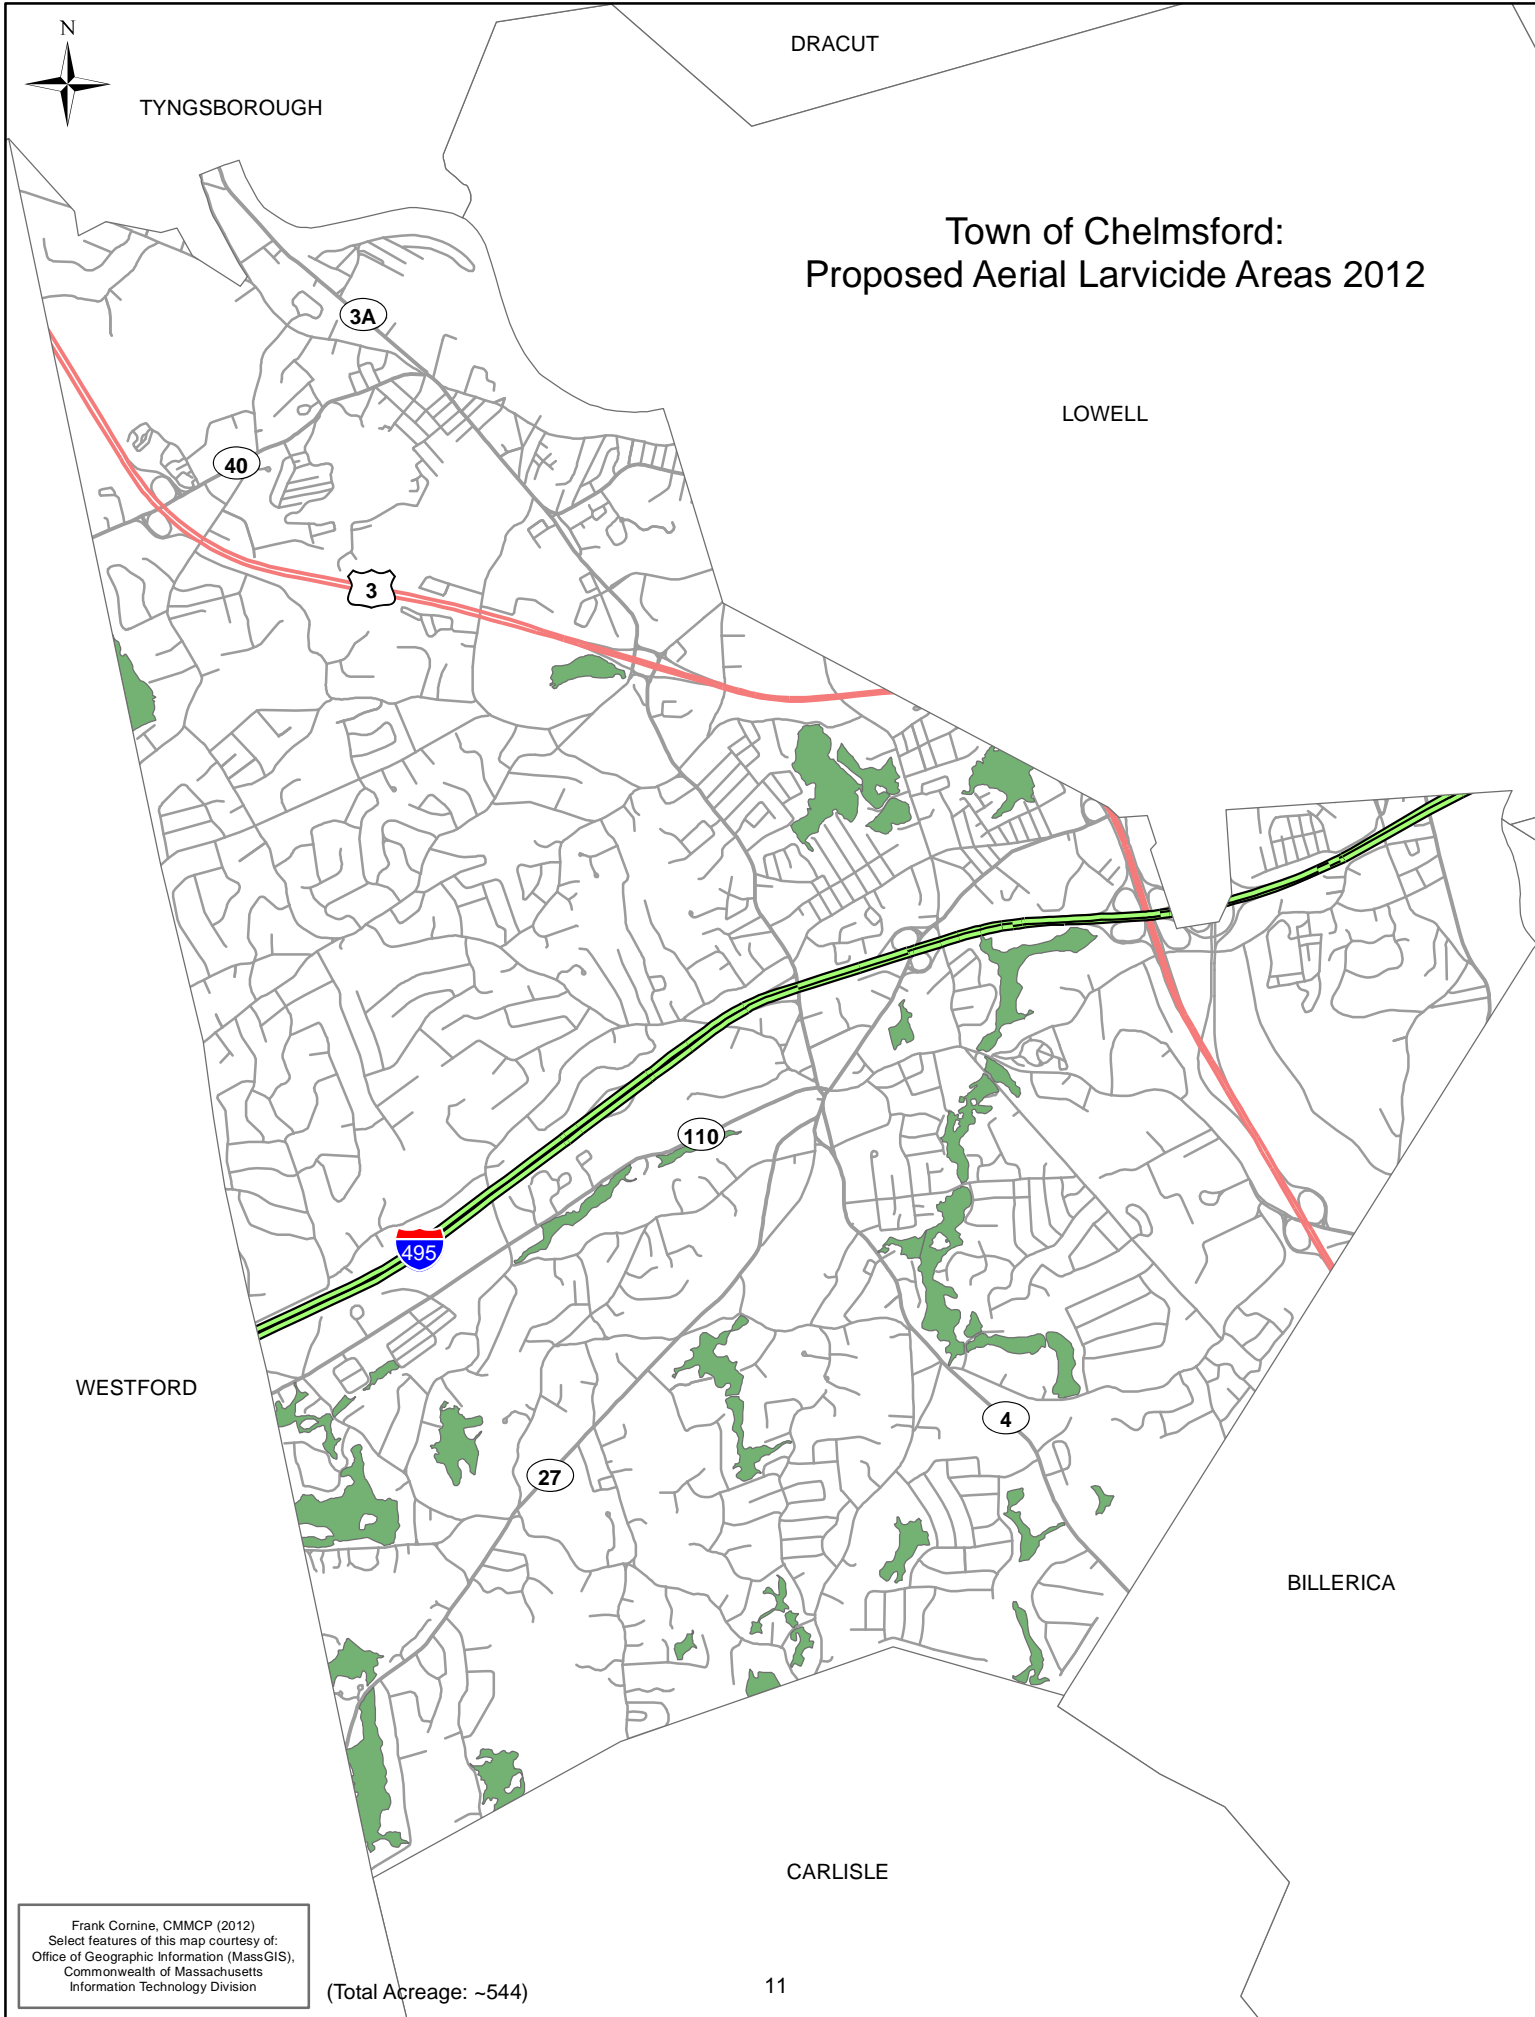 N
DRACUT
TYNGSBOROUGH
Town of Chelmsford:
Proposed Aerial Larvicide Areas 2012
3A
LOWELL
40
3
110
495
WESTFORD
4
27
BILLERICA
CARLISLE
Frank Cornine, CMMCP (2012)
Select features of this map courtesy of:
Office of Geographic Information (MassGIS),
Commonwealth of Massachusetts
Information Technology Division
(Total Acreage: ~544)
11